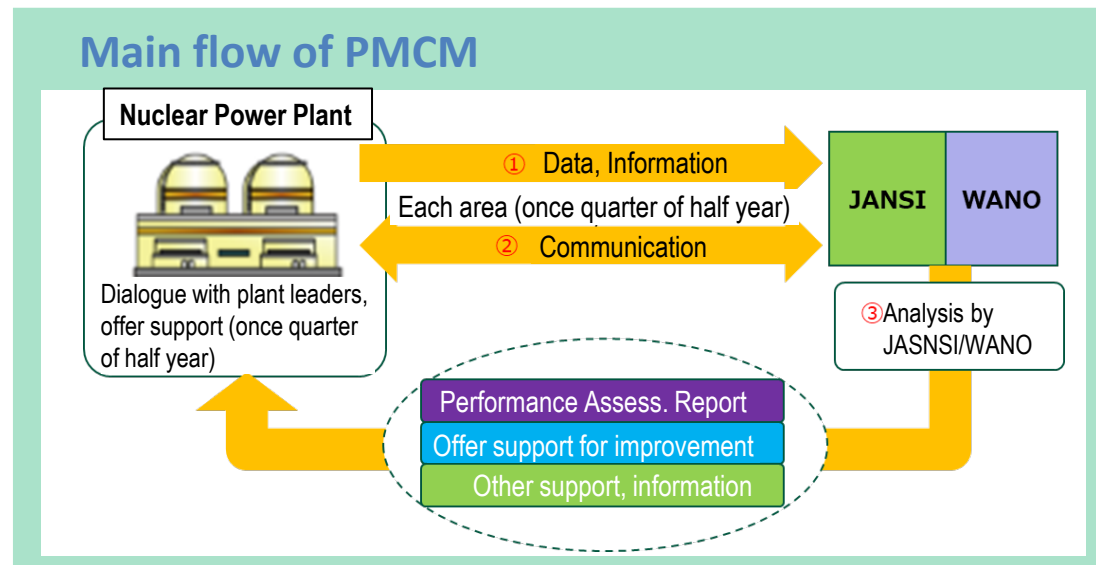 Main flow of PMCM
Nuclear Power Plant
① Data, Information
Each area (once quarter of half year)
② Communication
JANSI WANO
Dialogue with plant leaders,
offer support (once quarter
of half year)
③Analysis by
JASNSI/WANO
Performance Assess. Report
Offer support for improvement
Other support, information